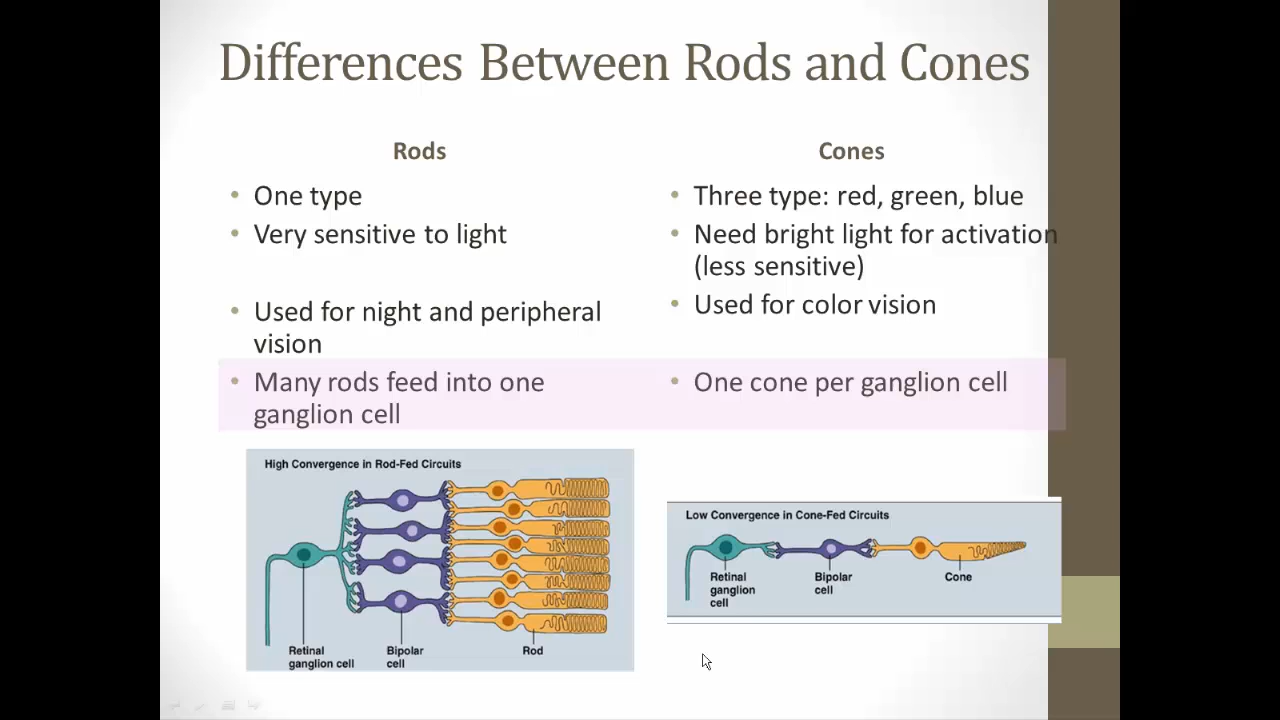 Differences Between Rods and Cones
Rods
• One type
• Very sensitive to light
• Used for night and peripheral
vision
• Many rods feed into one
ganglion cell
Cones
• Three type: red, green, blue
• Need bright light for activation
(less sensitive)
• Used for color vision
• One cone per ganglion cell
High Convergence in Rod-Fed Circuits
Retinal
ganglion cell
Bipolar
cell
Rod
Low Convergence in Cone-Fed Circuits
Retinal
ganglion
cell
Bipolar
cell
Cone